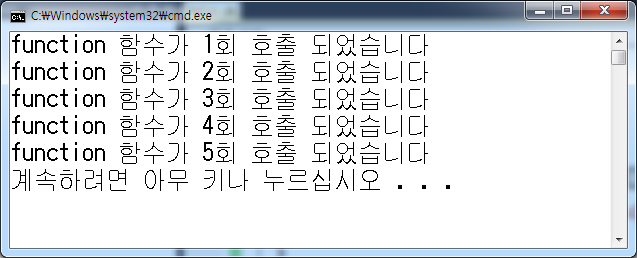 C:₩Windows₩system32₩cmd.exe
function 함수가 1회 호출 되었습니다
function 함수가 2회 호출 되었습니다
function 함수가 3회 호출 되었습니다
function 함수가 4회 호출 되었습니다
function 함수가 5회 호출 되었습니다
계속하려면 아무 키나 누르십시오 . . .